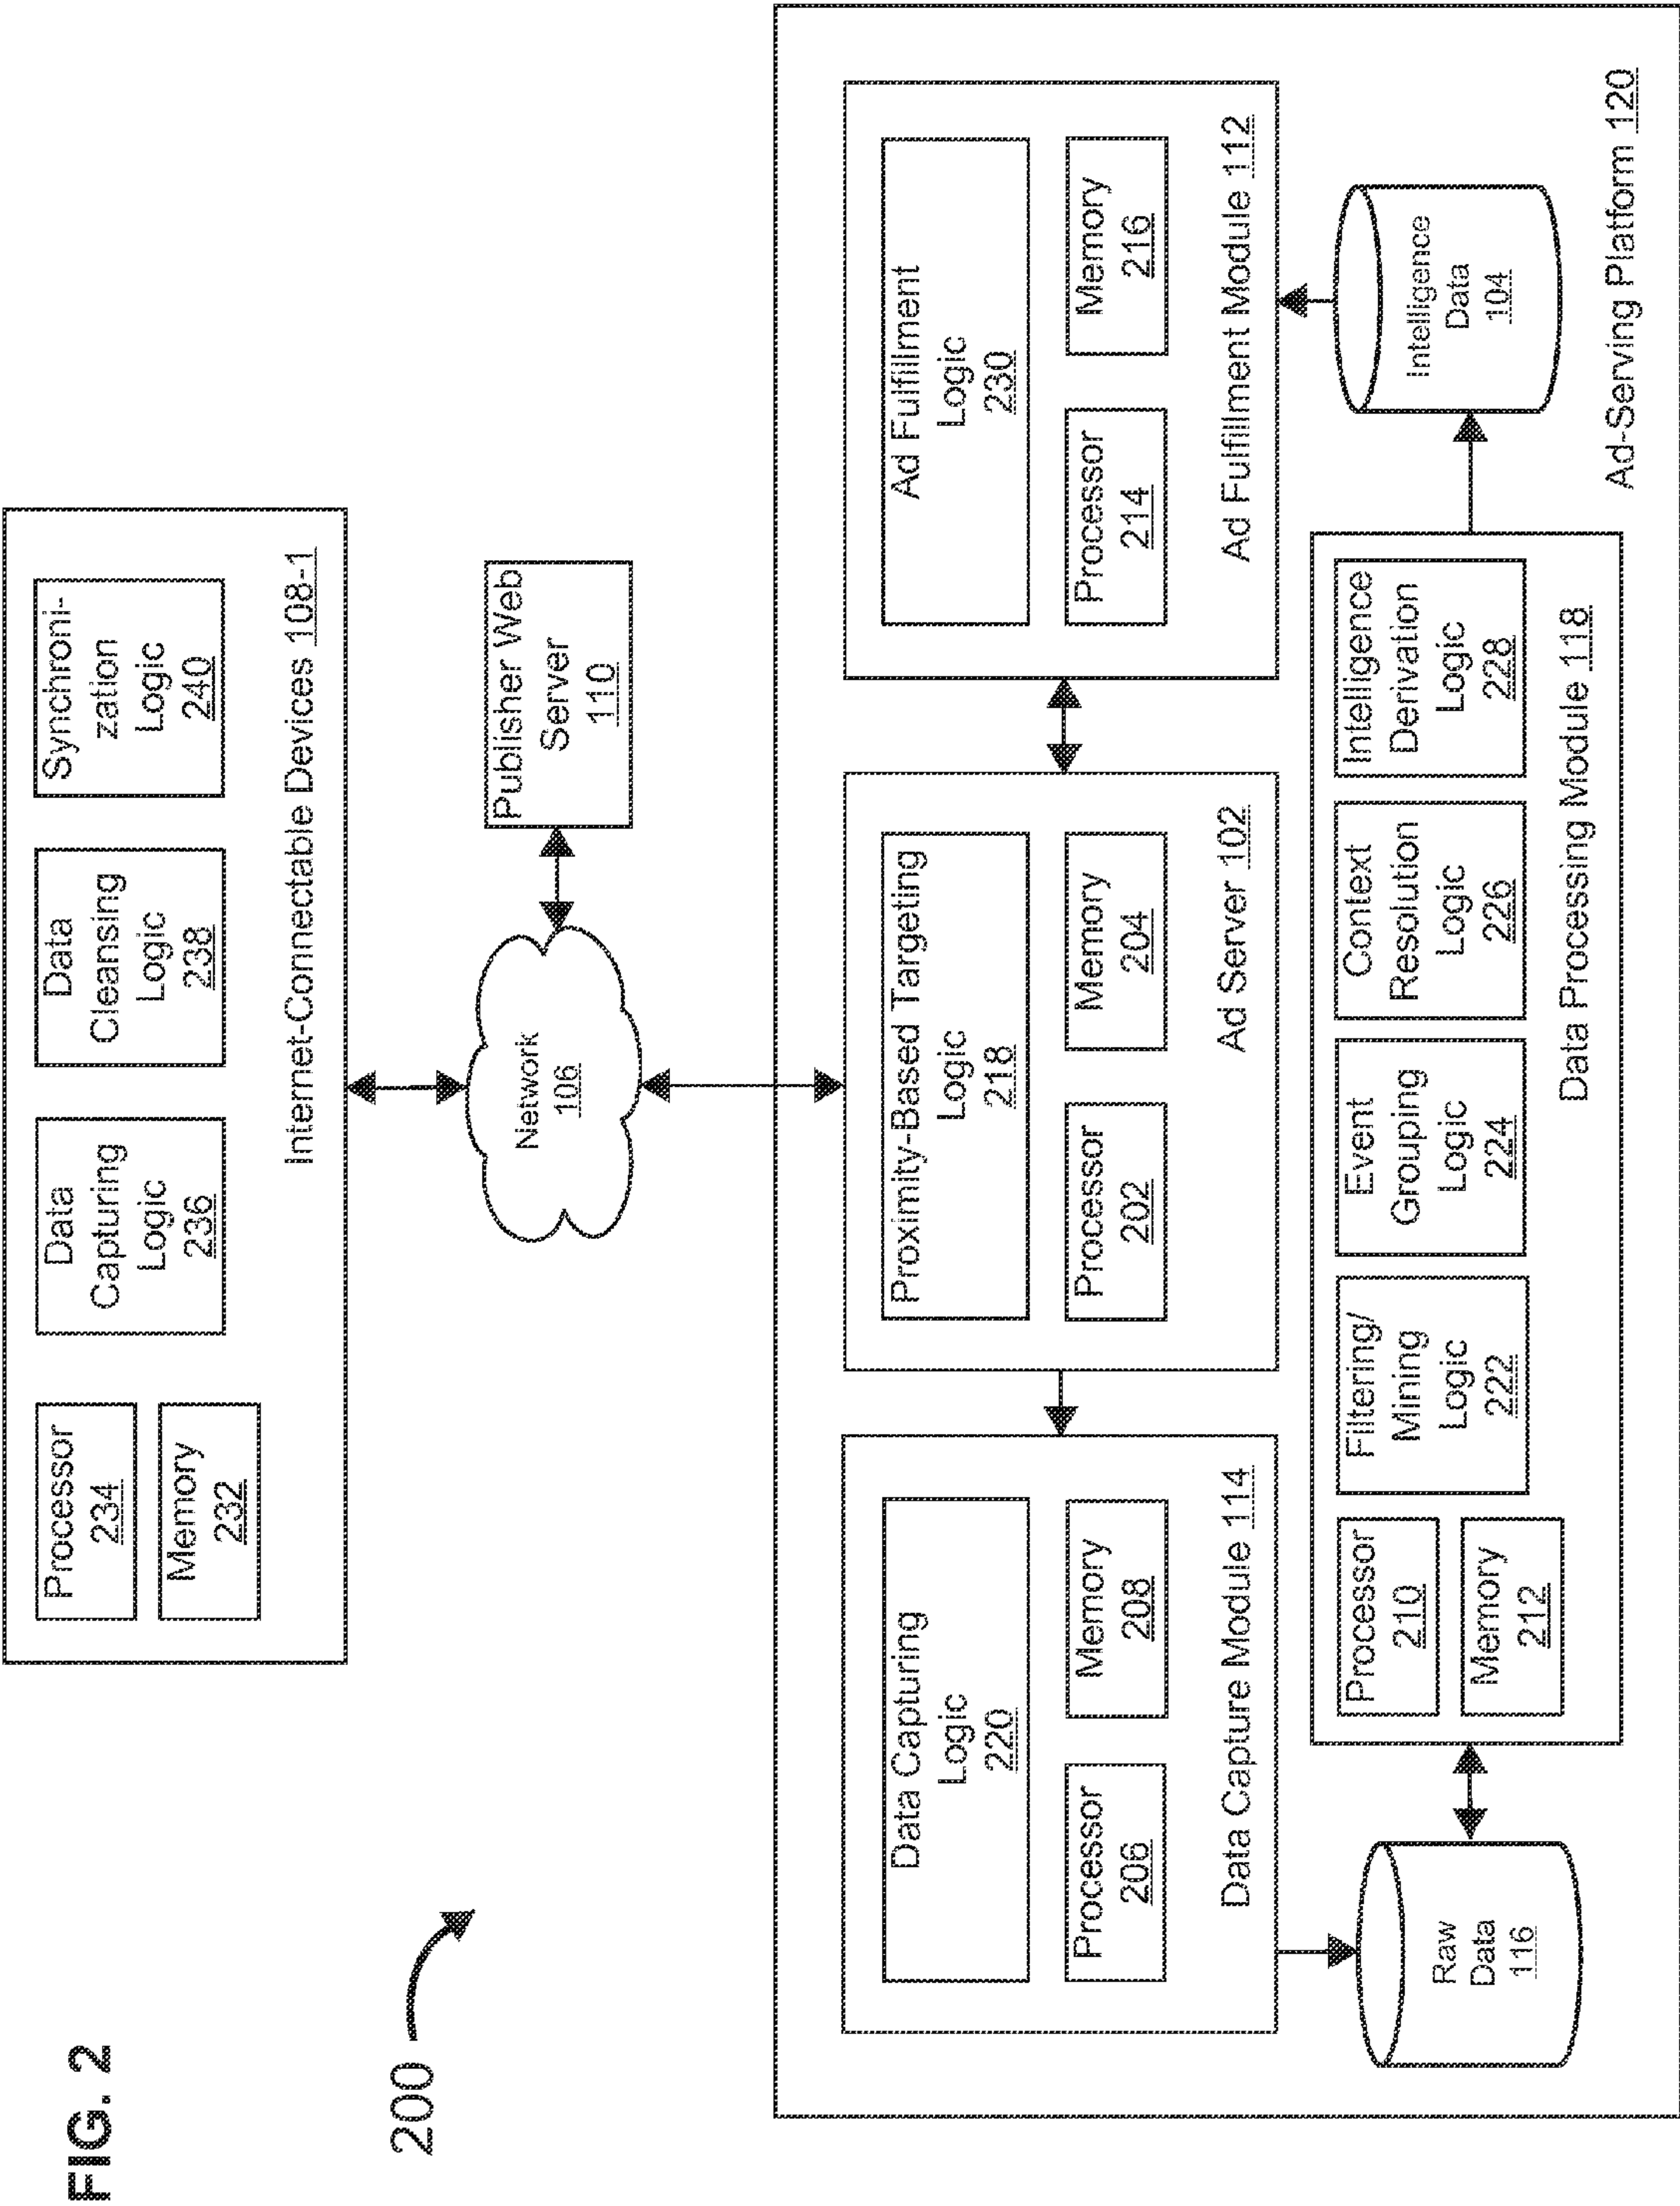 FIG. 2
200
Processor
234
Memory
232
Data
Capturing
Logic
236
Data
Cleansing
Logic
238
Synchroni-
zation
Logic
240
Internet-Connectable Devices 108-1
Network
106
Publisher Web
Server
110
Data Capturing
Logic
220
Processor
206
Memory
208
Data Capture Module 114
Proximity-Based Targeting
Logic
218
Processor
202
Memory
204
Ad Server 102
Ad Fulfillment
Logic
230
Processor
214
Memory
216
Ad Fulfillment Module 112
Raw
Data
116
Processor
210
Memory
212
Filtering/
Mining
Logic
222
Event
Grouping
Logic
224
Context
Resolution
Logic
226
Intelligence
Derivation
Logic
228
Data Processing Module 118
Intelligence
Data
104
Ad-Serving Platform 120